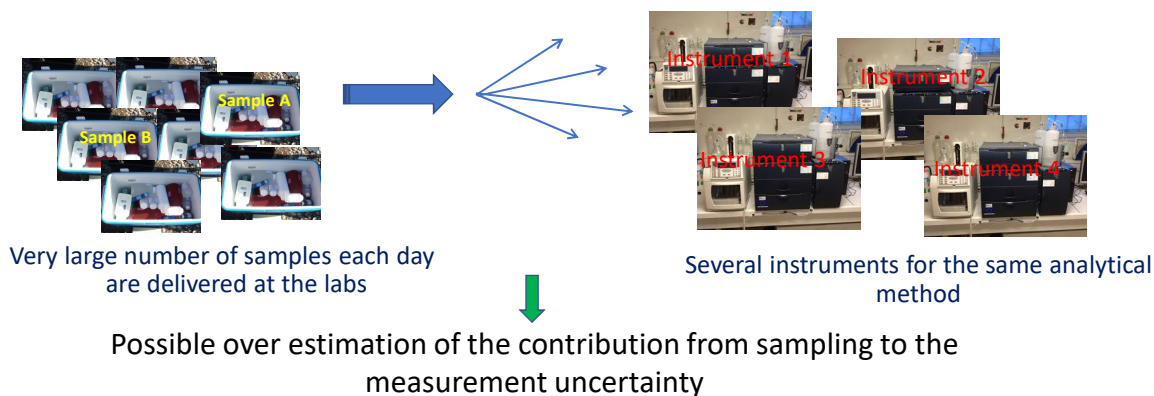 Sample A
Sample B
Instrument 1
Instrument 2
Instrument 3
Instrument 4
Very large number of samples each day
are delivered at the labs
Several instruments for the same analytical
method
Possible over estimation of the contribution from sampling to the
measurement uncertainty